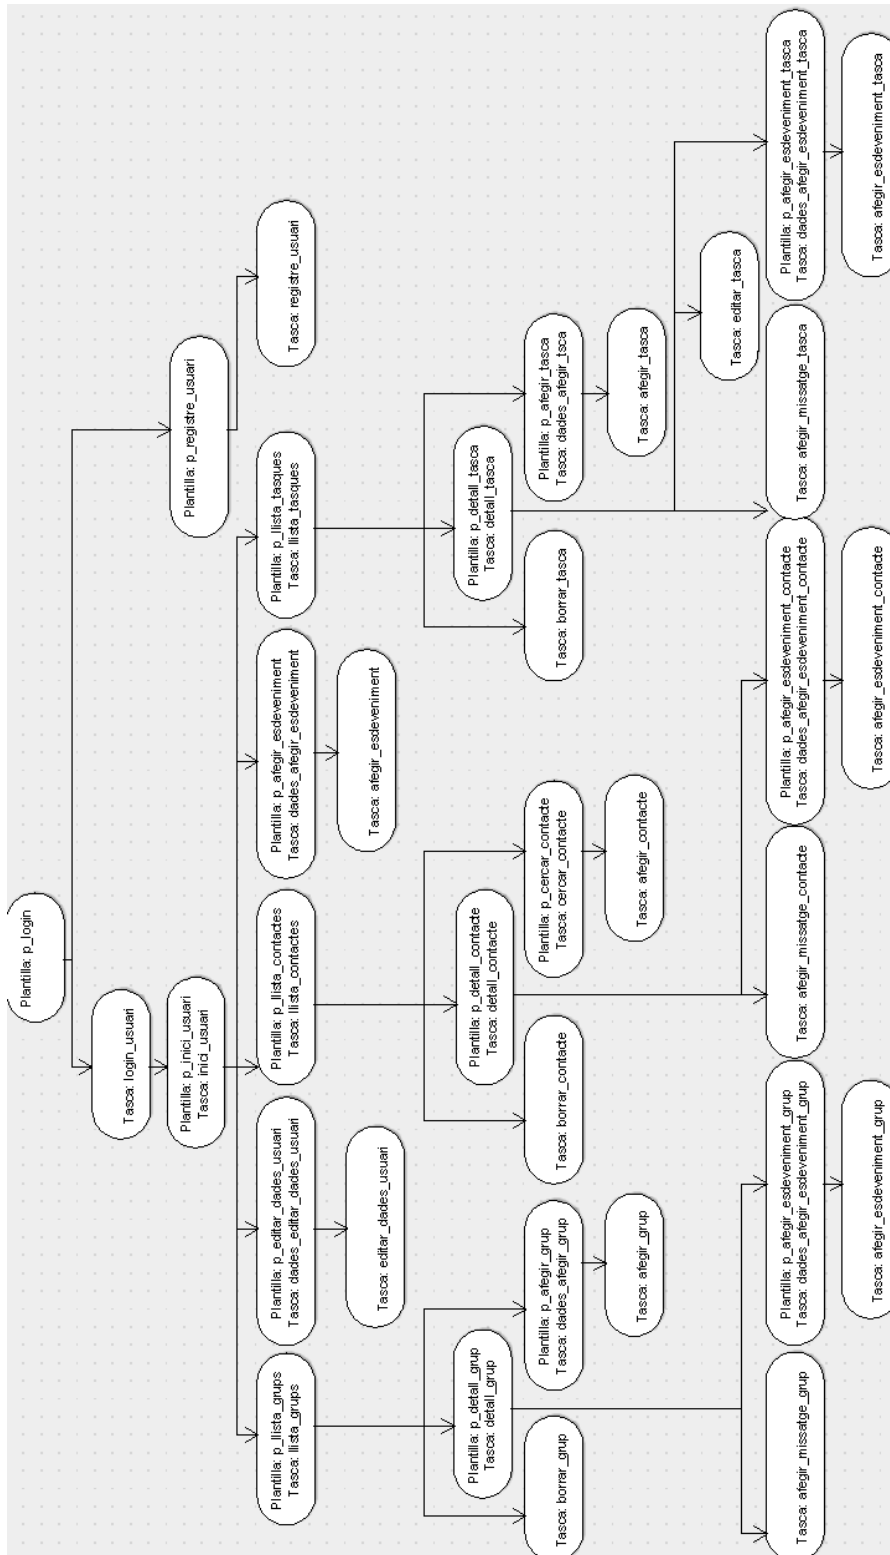 Plantilla: p_login
Tasca: login_usuari
Plantilla: p_inici_usuari
Tasca: inici_usuari
Plantilla: p_registre_usuari
Tasca: registre_usuari
Plantilla: p_llista_grups
Tasca: llista_grups
Plantilla: p_editar_dades_usuari
Tasca: dades_editar_dades_usuari
Plantilla: p_llista_contactes
Tasca: llista_contactes
Plantilla: p_afegir_esdeveniment
Tasca: dades_afegir_esdeveniment
Plantilla: p_llista_tasques
Tasca: llista_tasques
Tasca: editar_dades_usuari
Tasca: afegir_esdeveniment
Plantilla: p_detall_grup
Tasca: detall_grup
Plantilla: p_detall_contacte
Tasca: detall_contacte
Plantilla: p_detall_tasca
Tasca: detall_tasca
Tasca: borrar_grup
Plantilla: p_afegir_grup
Tasca: dades_afegir_grup
Tasca: borrar_contacte
Plantilla: p_cercar_contacte
Tasca: cercar_contacte
Tasca: borrar_tasca
Plantilla: p_afegir_tasca
Tasca: dades_afegir_tsca
Tasca: afegir_grup
Tasca: afegir_contacte
Tasca: afegir_tasca
Tasca: editar_tasca
Tasca: afegir_missatge_grup
Plantilla: p_afegir_esdeveniment_grup
Tasca: dades_afegir_esdeveniment_grup
Tasca: afegir_missatge_contacte
Plantilla: p_afegir_esdeveniment_contacte
Tasca: dades_afegir_esdeveniment_contacte
Tasca: afegir_missatge_tasca
Plantilla: p_afegir_esdeveniment_tasca
Tasca: dades_afegir_esdeveniment_tasca
Tasca: afegir_esdeveniment_grup
Tasca: afegir_esdeveniment_contacte
Tasca: afegir_esdeveniment_tasca